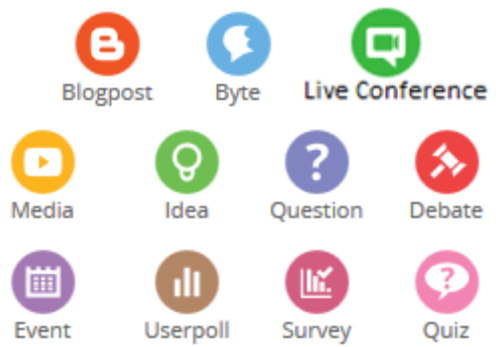 Blogpost Byte Live Conference
Media Idea Question Debate
Event Userpoll Survey Quiz